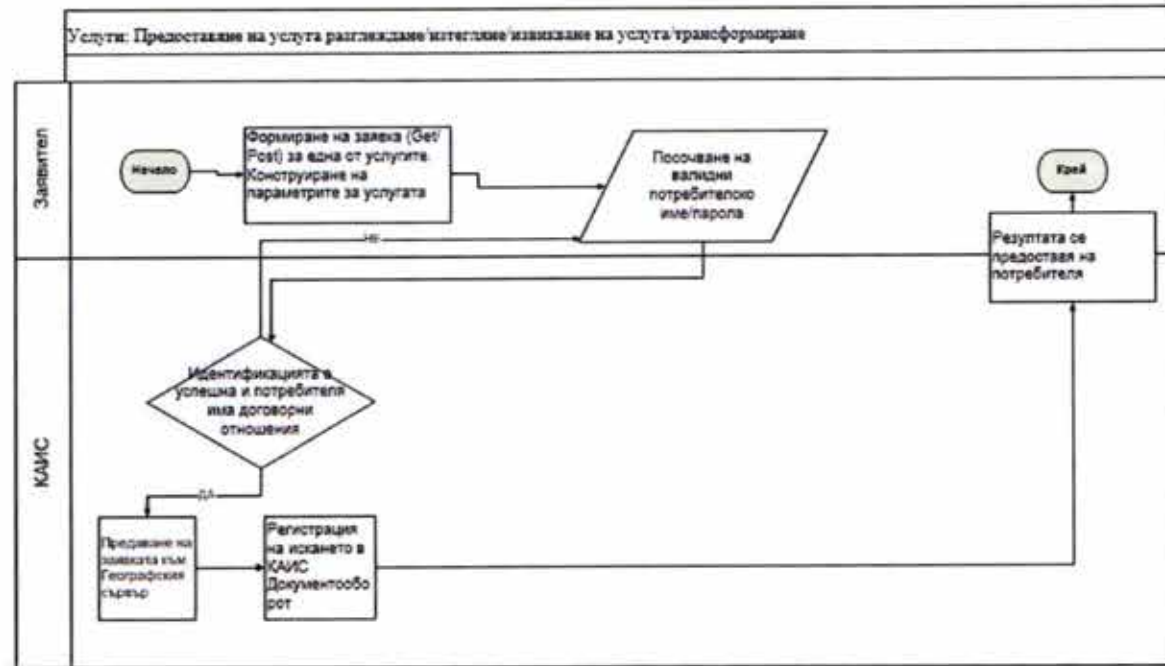 Услуги: Предоставяне на услуга разглеждане/изтегляне/извикване на услуга/трансформиране
Заявител
Начало
Формиране на заявка (Get/
Post) за една от услугите.
Конструиране на
параметрите за услугата
Посочване на
валидни
потребителско
име/парола
Край
Резултата се
предоставя на
потребителя
НЕ
КАИС
Идентификацията е
успешна и потребителя
има договорни
отношения
ДА
Предаване на
заявката към
Географския
сървър
Регистрация
на искането в
КАИС
Документообо
рот